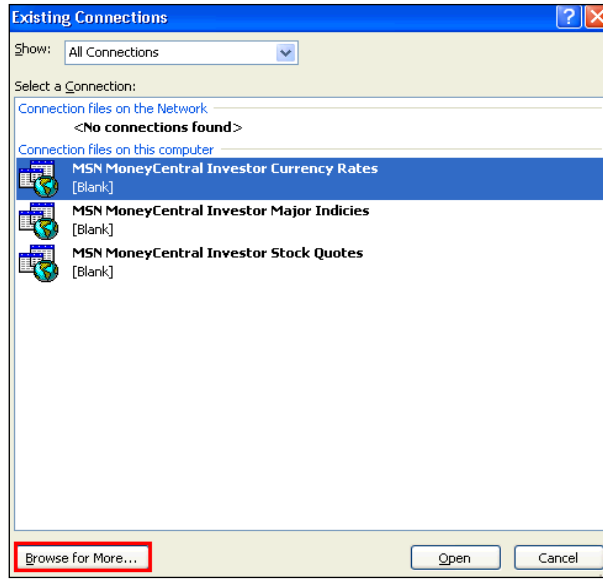 Existing Connections
Show: All Connections
Select a Connection:
Connection files on the Network
<No connections found>
Connection files on this computer
MSN MoneyCentral Investor Currency Rates
[Blank]
MSN MoneyCentral Investor Major Indicies
[Blank]
MSN MoneyCentral Investor Stock Quotes
[Blank]
Browse for More... Open Cancel